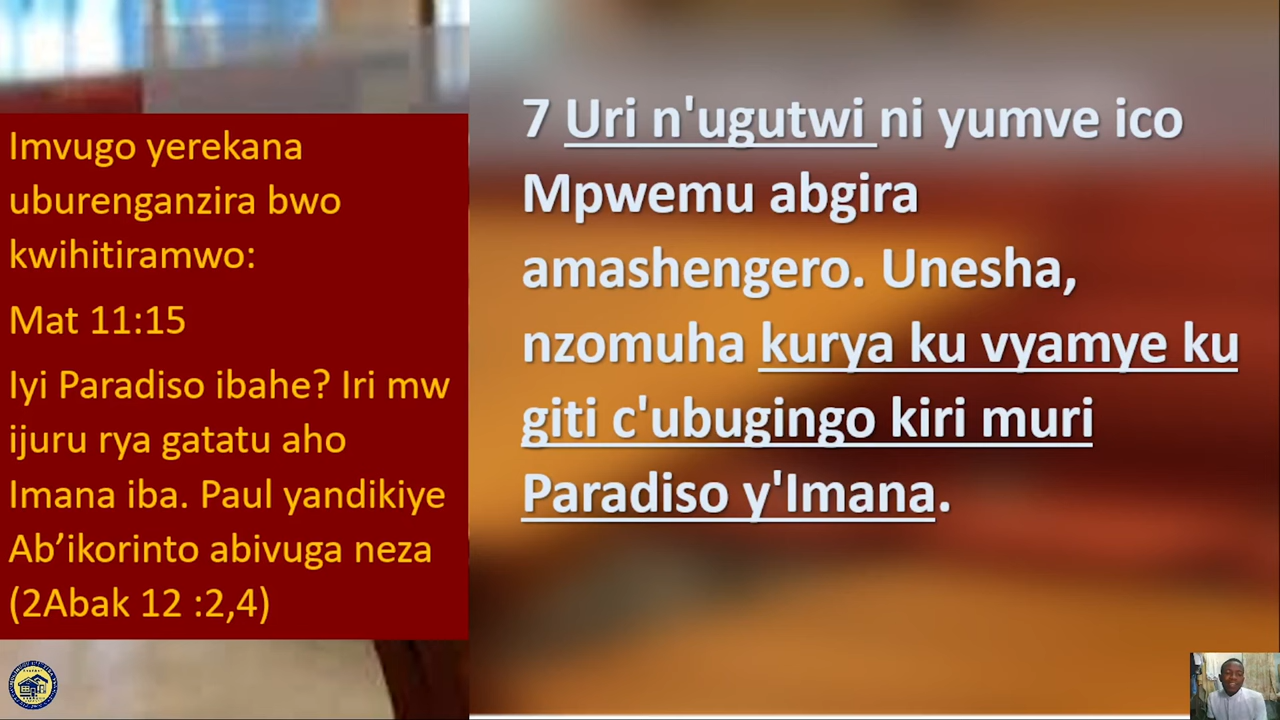 Imvugo yerekana
uburenganzira bwo
kwihitiramwo:
Mat 11:15
Iyi Paradiso ibahe? Iri mw
ijuru rya gatatu aho
Imana iba. Paul yandikiye
Ab’ikorinto abivuga neza
(2Abak 12 :2,4)
7 Uri n'ugutwi ni yumve ico
Mpwemu abgira
amashengero. Unesha,
nzomuha kurya ku vyamye ku
giti c'ubugingo kiri muri
Paradiso y'Imana.